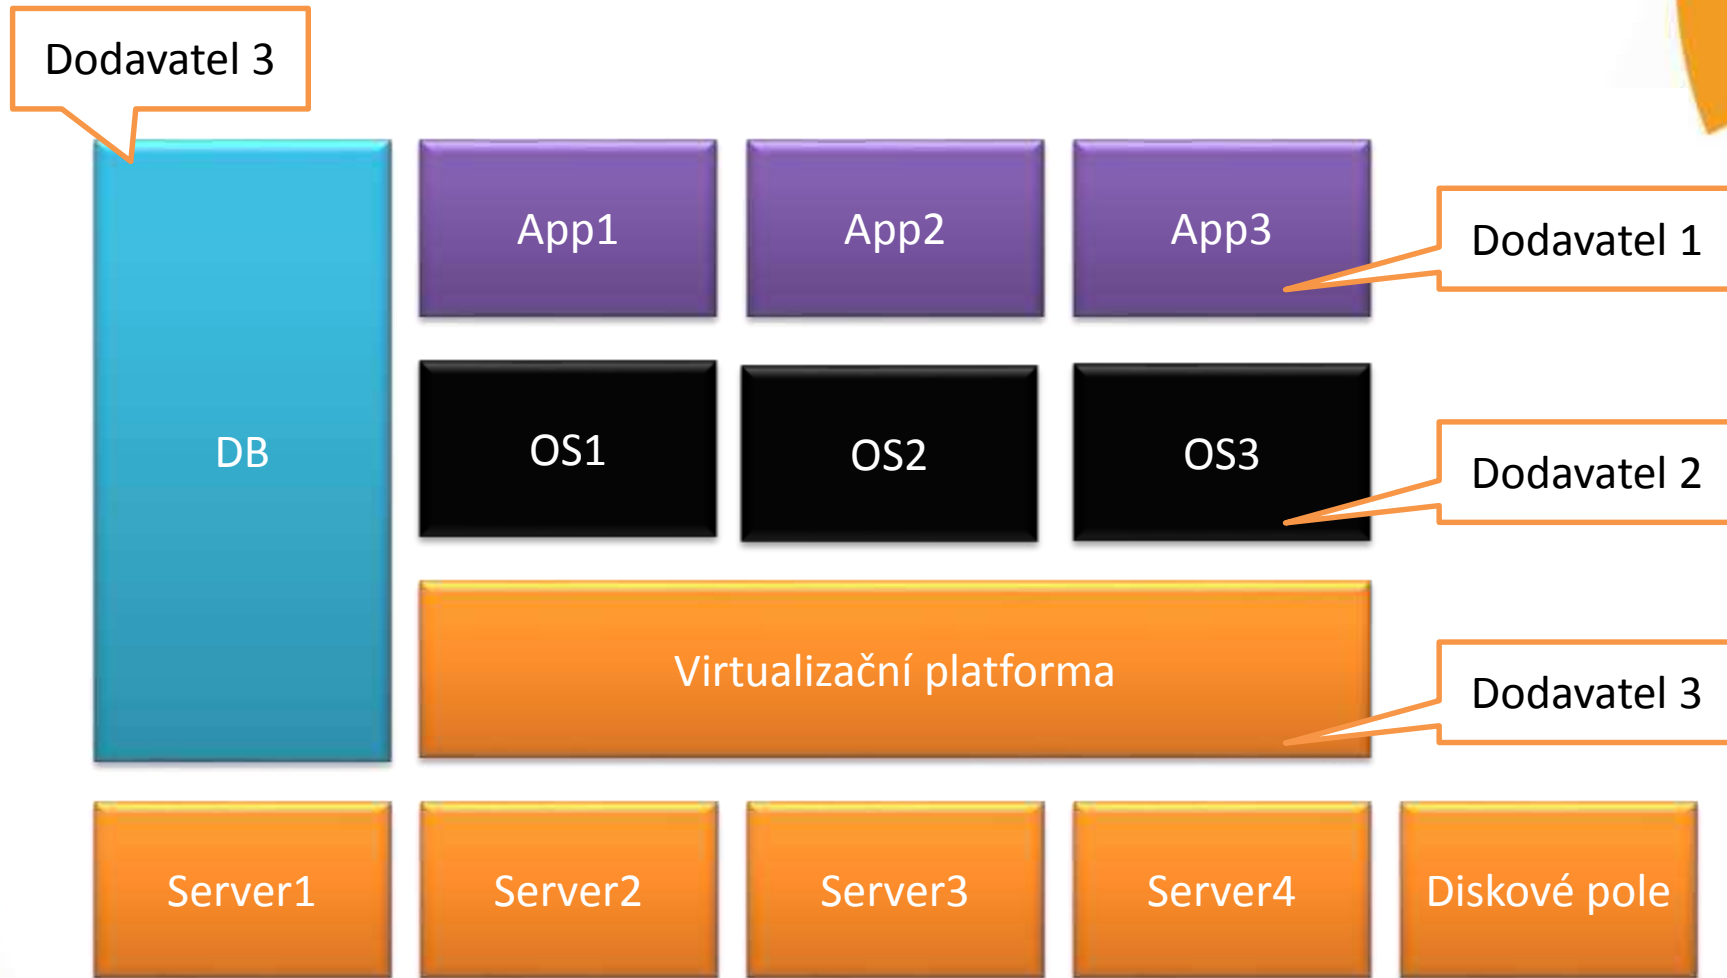 Dodavatel 3
App1
App2
App3
Dodavatel 1
DB
OS1
OS2
OS3
Dodavatel 2
Virtualizační platforma
Dodavatel 3
Server1
Server2
Server3
Server4
Diskové pole